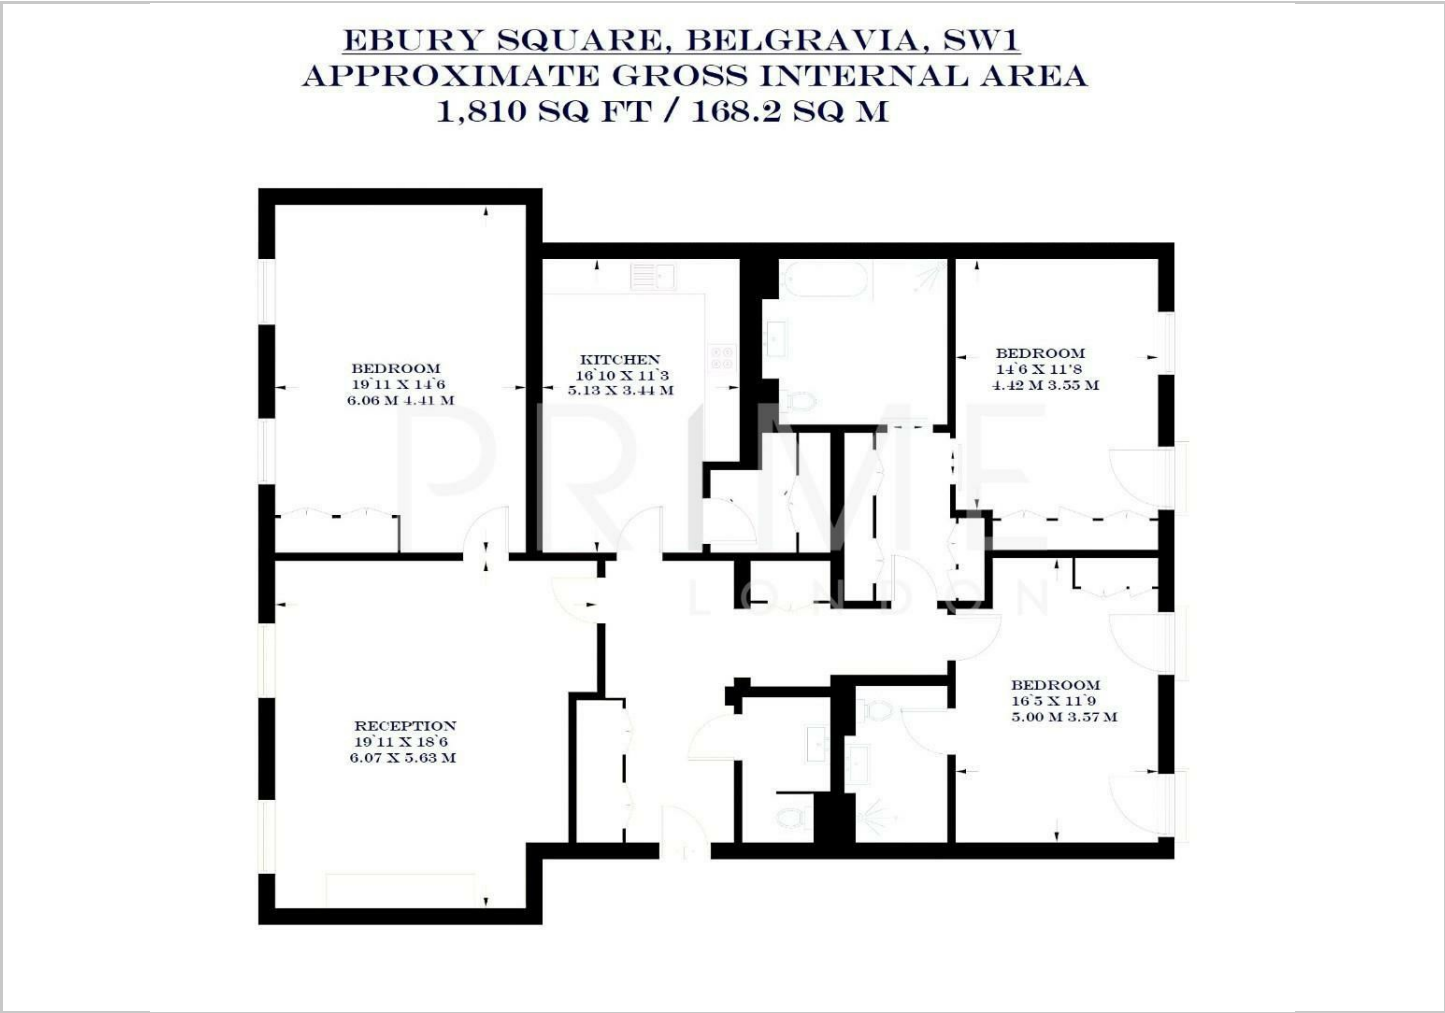 EBURY SQUARE, BELGRAVIA, SW1
APPROXIMATE GROSS INTERNAL AREA
1,810 SQ FT / 168.2 SQ M
BEDROOM
19`11 X 14`6
6.06 M 4.41 M
KITCHEN
16`10 X 11`3
5.13 X 3.44 M
BEDROOM
14`6 X 11`8
4.42 M 3.55 M
PRIME
LONDON
BEDROOM
16`5 X 11`9
5.00 M 3.57 M
RECEPTION
19`11 X 18`6
6.07 X 5.63 M